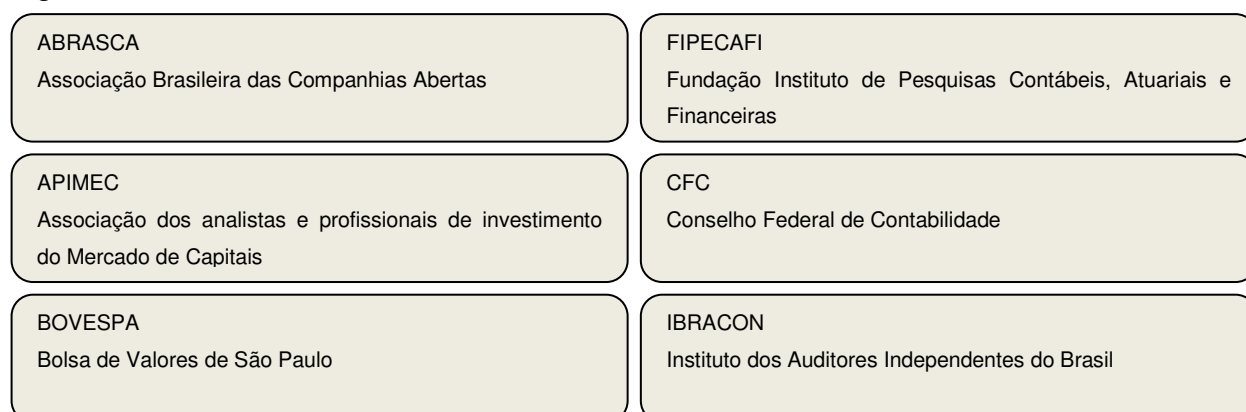 ABRASCA
Associação Brasileira das Companhias Abertas
FIPECAFI
Fundação Instituto de Pesquisas Contábeis, Atuariais e
Financeiras
APIMEC
Associação dos analistas e profissionais de investimento
do Mercado de Capitais
CFC
Conselho Federal de Contabilidade
BOVESPA
Bolsa de Valores de São Paulo
IBRACON
Instituto dos Auditores Independentes do Brasil